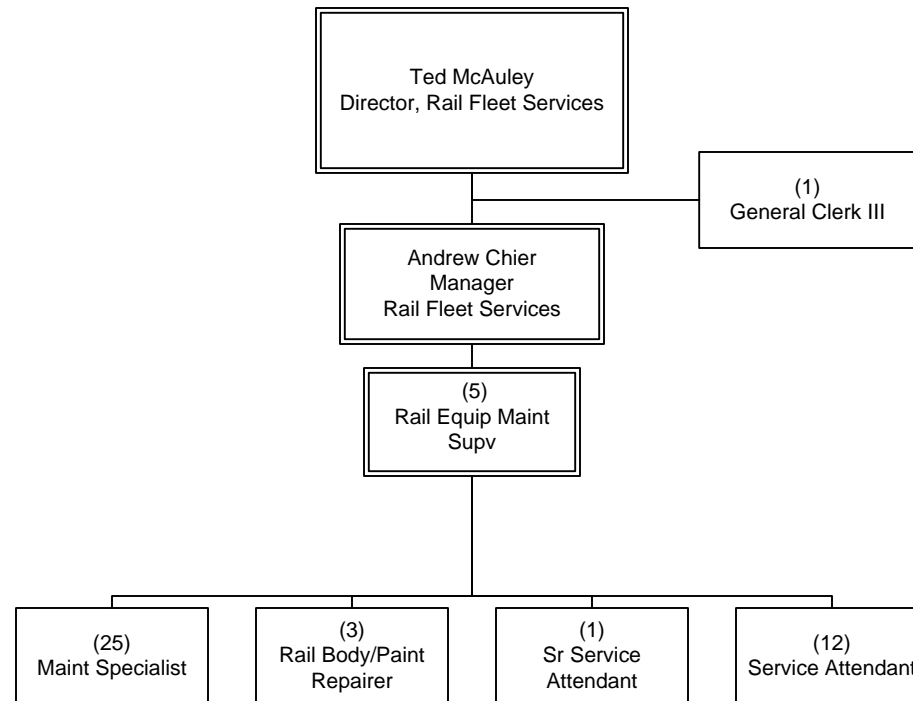 Ted McAuley
Director, Rail Fleet Services
(1)
General Clerk III
Andrew Chier
Manager
Rail Fleet Services
(5)
Rail Equip Maint
Supv
(25)
Maint Specialist
(3)
Rail Body/Paint
Repairer
(1)
Sr Service
Attendant
(12)
Service Attendant